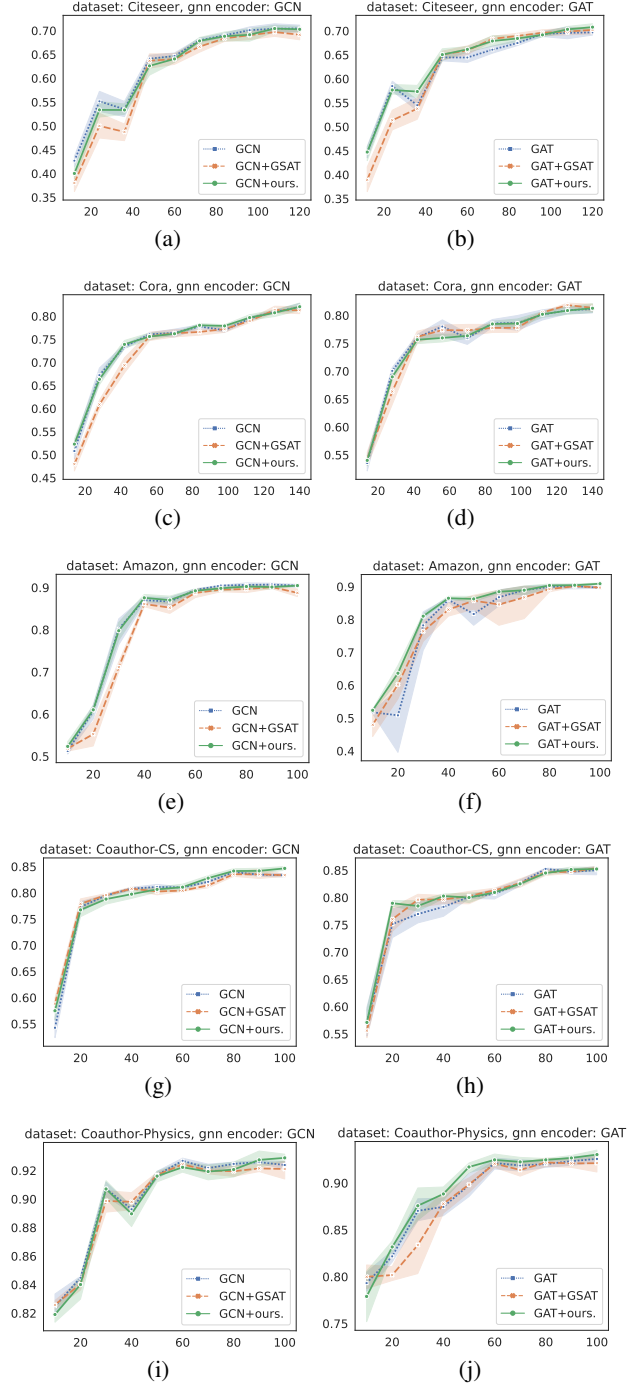 dataset: Citeseer, gnn encoder: GCN
0.70
0.65
0.60
0.55
0.50
0.45
0.40
0.35
20 40 60 80 100 120
GCN
GCN+GSAT
GCN+ours.
(a)
dataset: Citeseer, gnn encoder: GAT
0.70
0.65
0.60
0.55
0.50
0.45
0.40
0.35
20 40 60 80 100 120
GAT
GAT+GSAT
GAT+ours.
(b)
dataset: Cora, gnn encoder: GCN
0.80
0.75
0.70
0.65
0.60
0.55
0.50
0.45
20 40 60 80 100 120 140
GCN
GCN+GSAT
GCN+ours.
(c)
dataset: Cora, gnn encoder: GAT
0.80
0.75
0.70
0.65
0.60
0.55
20 40 60 80 100 120 140
GAT
GAT+GSAT
GAT+ours.
(d)
dataset: Amazon, gnn encoder: GCN
0.9
0.8
0.7
0.6
0.5
20 40 60 80 100
GCN
GCN+GSAT
GCN+ours.
(e)
dataset: Amazon, gnn encoder: GAT
0.9
0.8
0.7
0.6
0.5
0.4
20 40 60 80 100
GAT
GAT+GSAT
GAT+ours.
(f)
dataset: Coauthor-CS, gnn encoder: GCN
0.85
0.80
0.75
0.70
0.65
0.60
0.55
20 40 60 80 100
GCN
GCN+GSAT
GCN+ours.
(g)
dataset: Coauthor-CS, gnn encoder: GAT
0.85
0.80
0.75
0.70
0.65
0.60
0.55
20 40 60 80 100
GAT
GAT+GSAT
GAT+ours.
(h)
dataset: Coauthor-Physics, gnn encoder: GCN
0.92
0.90
0.88
0.86
0.84
0.82
20 40 60 80 100
GCN
GCN+GSAT
GCN+ours.
(i)
dataset: Coauthor-Physics, gnn encoder: GAT
0.90
0.85
0.80
0.75
20 40 60 80 100
GAT
GAT+GSAT
GAT+ours.
(j)